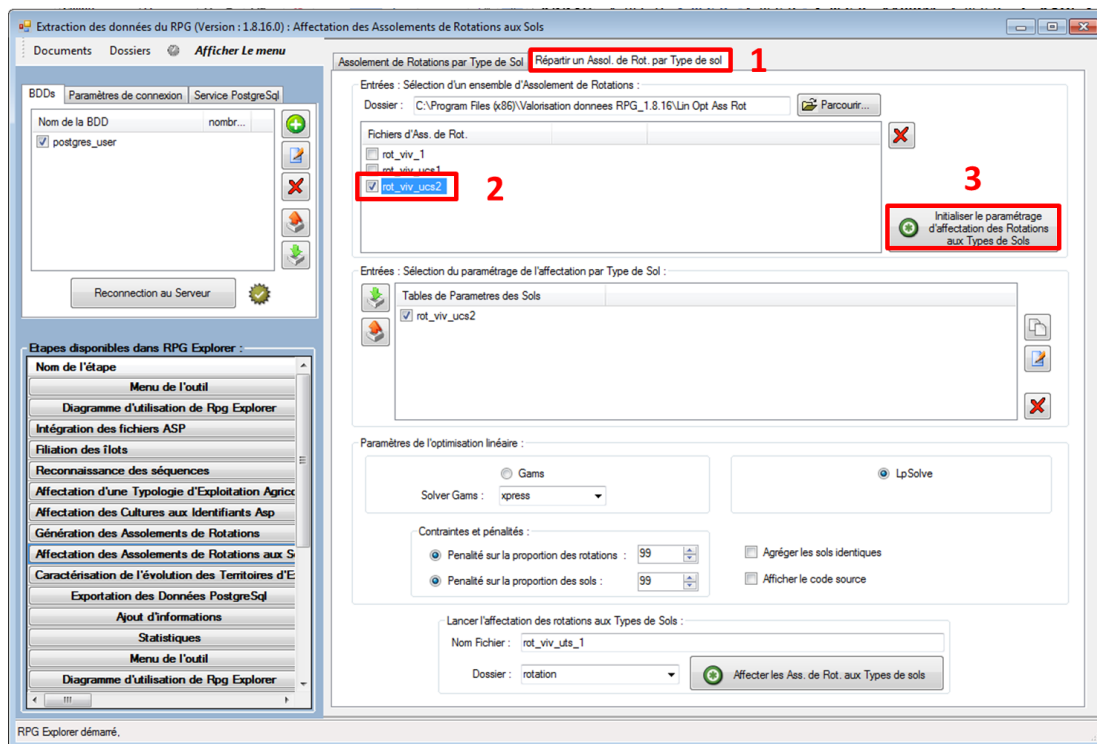 Extraction des données du RPG (Version : 1.8.16.0) : Affectation des Assolements de Rotations aux Sols
Documents Dossiers Afficher Le menu
BDDs Paramètres de connexion Service PostgreSql
Nom de la BDD nombr...
postgres_user
Reconnection au Serveur
Etapes disponibles dans RPG Explorer :
Nom de l'étape
Menu de l'outil
Diagramme d'utilisation de Rpg Explorer
Intégration des fichiers ASP
Filiation des îlots
Reconnaissance des séquences
Affectation d'une Typologie d'Exploitation Agricc
Affectation des Cultures aux Identifiants Asp
Génération des Assolements de Rotations
Affectation des Assolements de Rotations aux S
Caractérisation de l'évolution des Territoires d'E
Exportation des Données PostgreSql
Ajout d'informations
Statistiques
Menu de l'outil
Diagramme d'utilisation de Rpg Explorer
RPG Explorer démarré,
Assolement de Rotations par Type de Sol Répartir un Assol. de Rot. par Type de sol 1
Entrées : Sélection d'un ensemble d'Assolement de Rotations :
Dossier : C:\Program Files (x86)\Valorisation donnees RPG_1.8.16\Lin Opt Ass Rot Parcourir...
Fichiers d'Ass. de Rot.
rot_viv_1
rot_viv_ucs1
rot_viv_ucs2 2
3
Initialiser le paramétrage
d'affectation des Rotations
aux Types de Sols
Entrées : Sélection du paramétrage de l'affectation par Type de Sol :
Tables de Parametres des Sols
rot_viv_ucs2
Paramètres de l'optimisation linéaire :
Gams LpSolve
Solver Gams : xpress
Contraintes et pénalités :
Penalité sur la proportion des rotations : 99 Agréger les sols identiques
Penalité sur la proportion des sols : 99 Afficher le code source
Lancer l'affectation des rotations aux Types de Sols :
Nom Fichier : rot_viv_uts_1
Dossier : rotation Affecter les Ass. de Rot. aux Types de sols